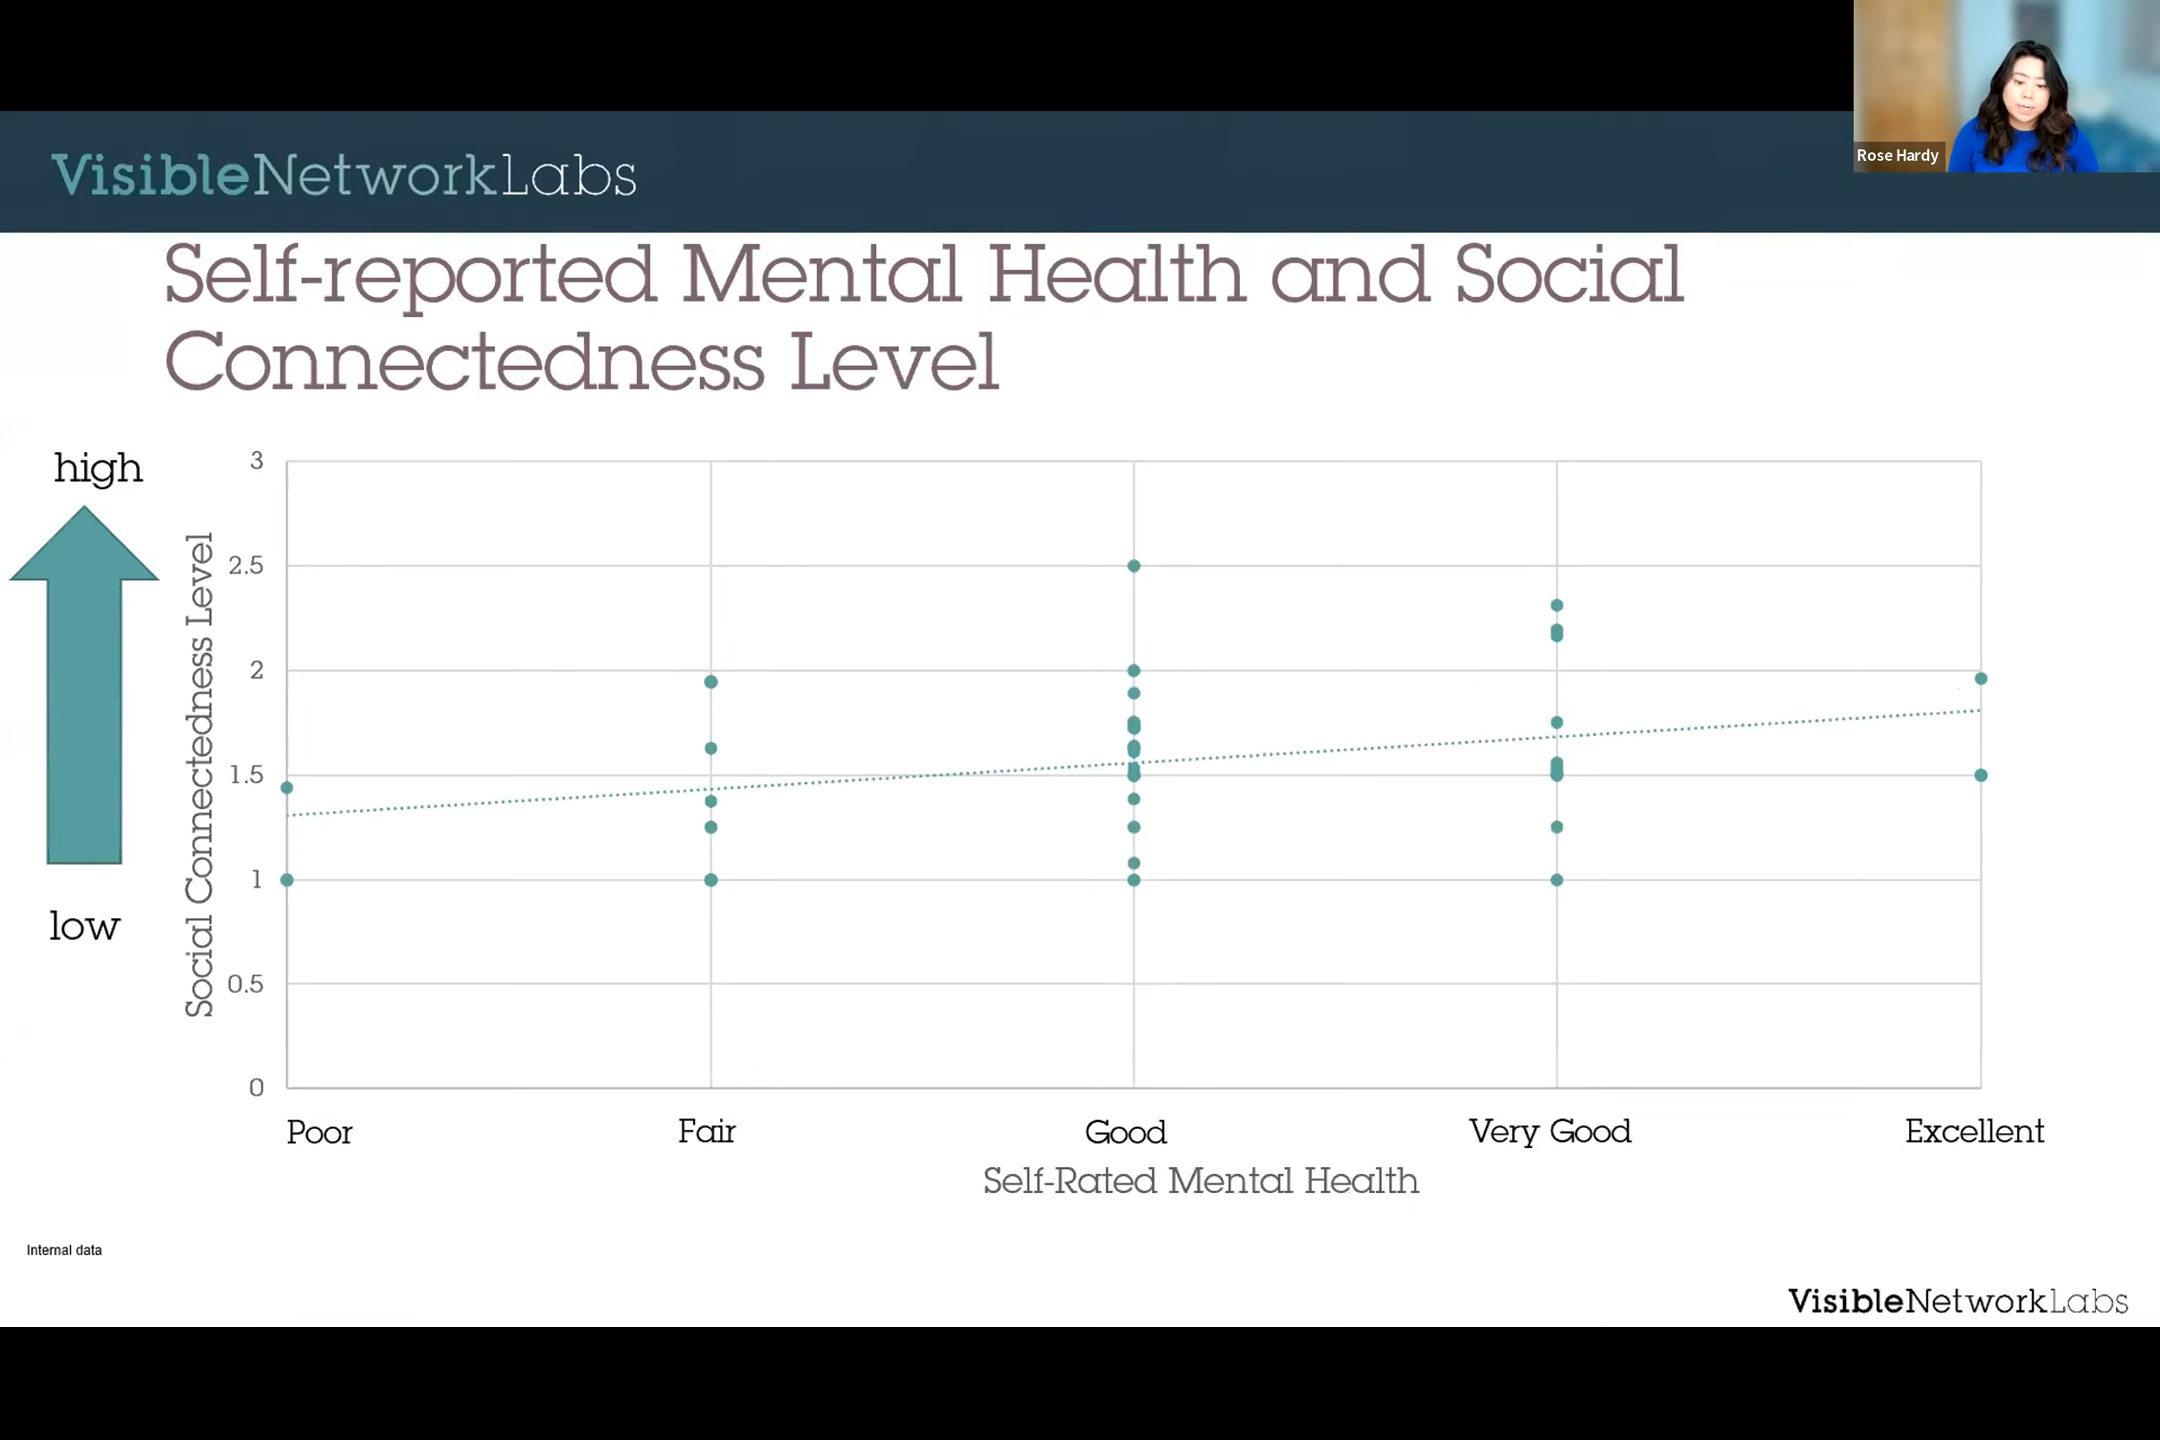 Rose Hardy
VisibleNetworkLabs
Self-reported Mental Health and Social
Connectedness Level
high
low
Social Connectedness Level
3
2.5
2
1.5
1
0.5
0
Poor Fair Good Very Good Excellent
Self-Rated Mental Health
Internal data
VisibleNetworkLabs